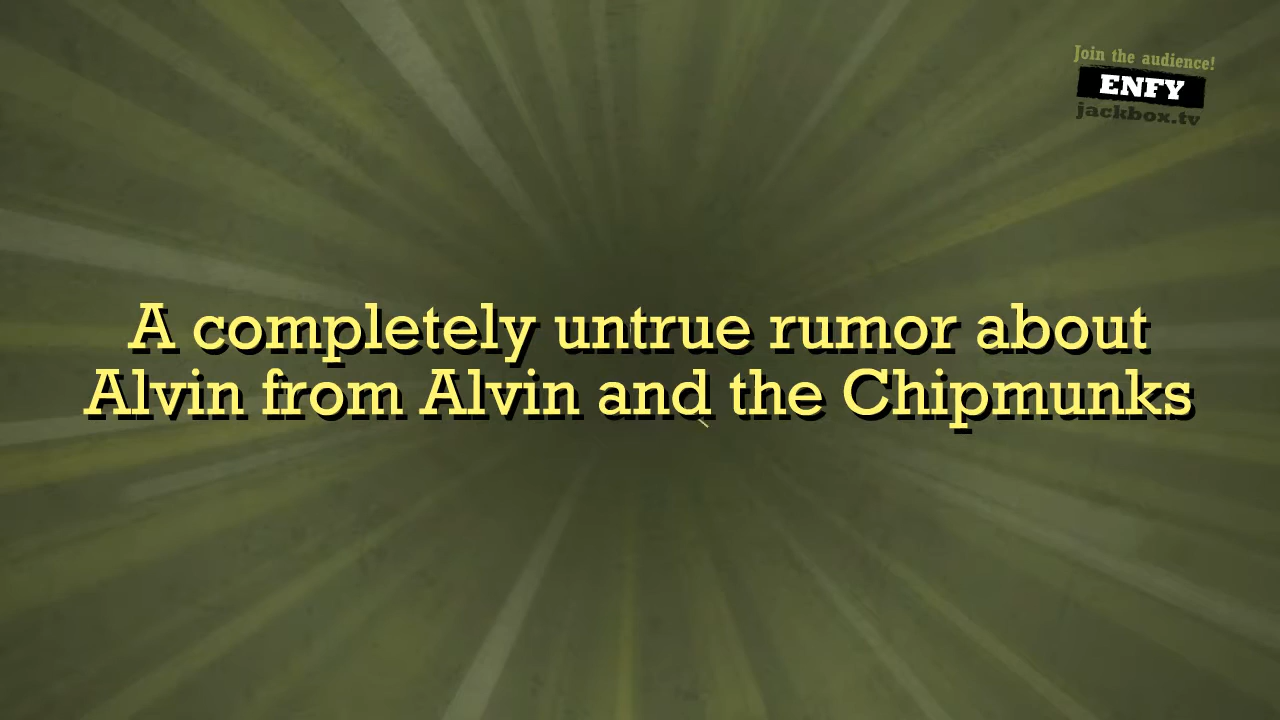 Join the audience!
ENFY
jackbox.tv
A completely untrue rumor about
Alvin from Alvin and the Chipmunks